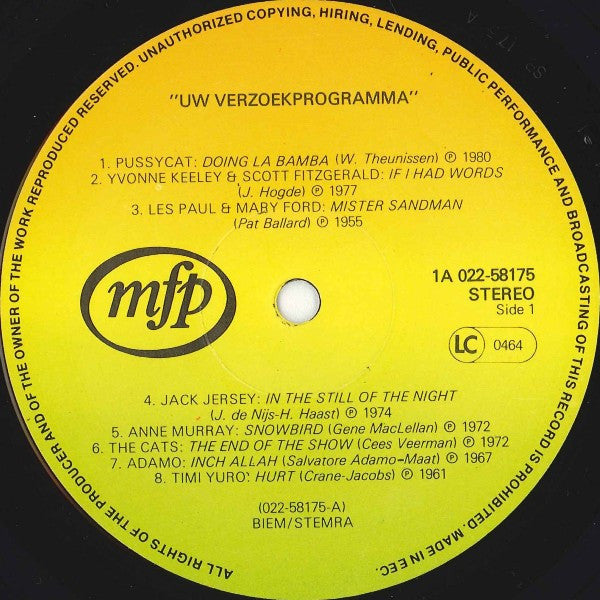 ALL RIGHTS OF THE PRODUCER AND OF THE OWNER OF THE WORK REPRODUCED RESERVED. UNAUTHORIZED COPYING, HIRING, LENDING, PUBLIC PERFORMANCE AND BROADCASTING OF THIS RECORD IS PROHIBITED. MADE IN EEC.
"UW VERZOEKPROGRAMMA"
1. PUSSYCAT: DOING LA BAMBA (W. Theunissen) ℗ 1980
2. YVONNE KEELEY & SCOTT FITZGERALD: IF I HAD WORDS
(J. Hogde) ℗ 1977
3. LES PAUL & MARY FORD: MISTER SANDMAN
(Pat Ballard) ℗ 1955
mfp
1A 022-58175
STEREO
Side 1
LC 0464
4. JACK JERSEY: IN THE STILL OF THE NIGHT
(J. de Nijs-H. Haast) ℗ 1974
5. ANNE MURRAY: SNOWBIRD (Gene MacLellan) ℗ 1972
6. THE CATS: THE END OF THE SHOW (Cees Veerman) ℗ 1972
7. ADAMO: INCH ALLAH (Salvatore Adamo-Maat) ℗ 1967
8. TIMI YURO: HURT (Crane-Jacobs) ℗ 1961
(022-58175-A)
BIEM/STEMRA